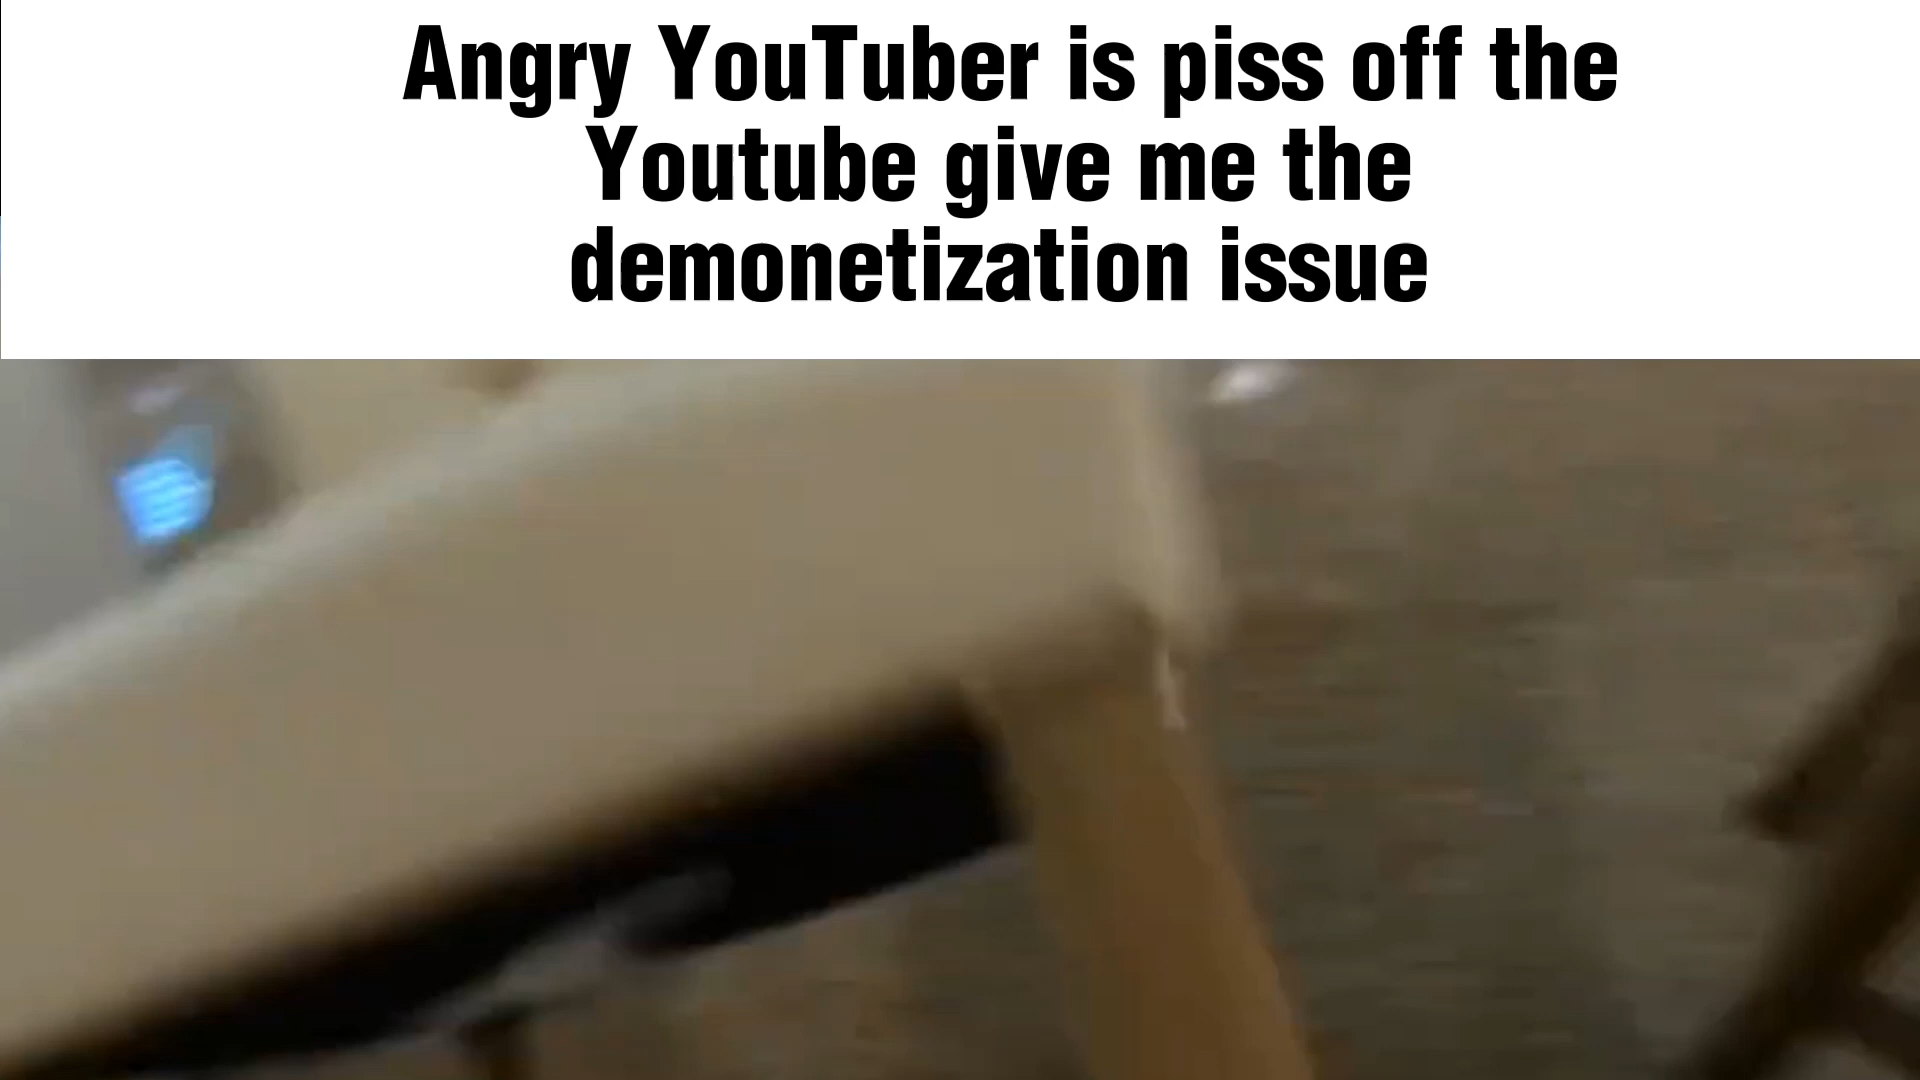 Angry YouTuber is piss off the
Youtube give me the
demonetization issue